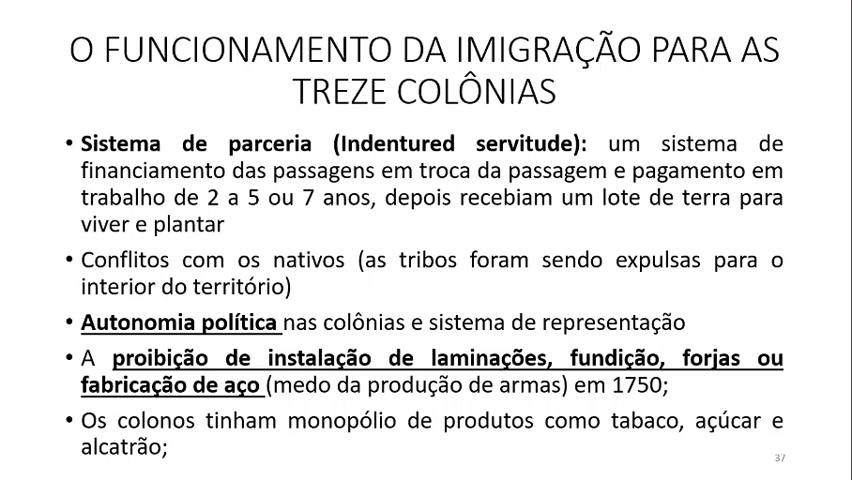 O FUNCIONAMENTO DA IMIGRAÇÃO PARA AS
TREZE COLÔNIAS
• Sistema de parceria (Indentured servitude): um sistema de
financiamento das passagens em troca da passagem e pagamento em
trabalho de 2 a 5 ou 7 anos, depois recebiam um lote de terra para
viver e plantar
• Conflitos com os nativos (as tribos foram sendo expulsas para o
interior do território)
• Autonomia política nas colônias e sistema de representação
• A proibição de instalação de laminações, fundição, forjas ou
fabricação de aço (medo da produção de armas) em 1750;
• Os colonos tinham monopólio de produtos como tabaco, açúcar e
alcatrão;
37